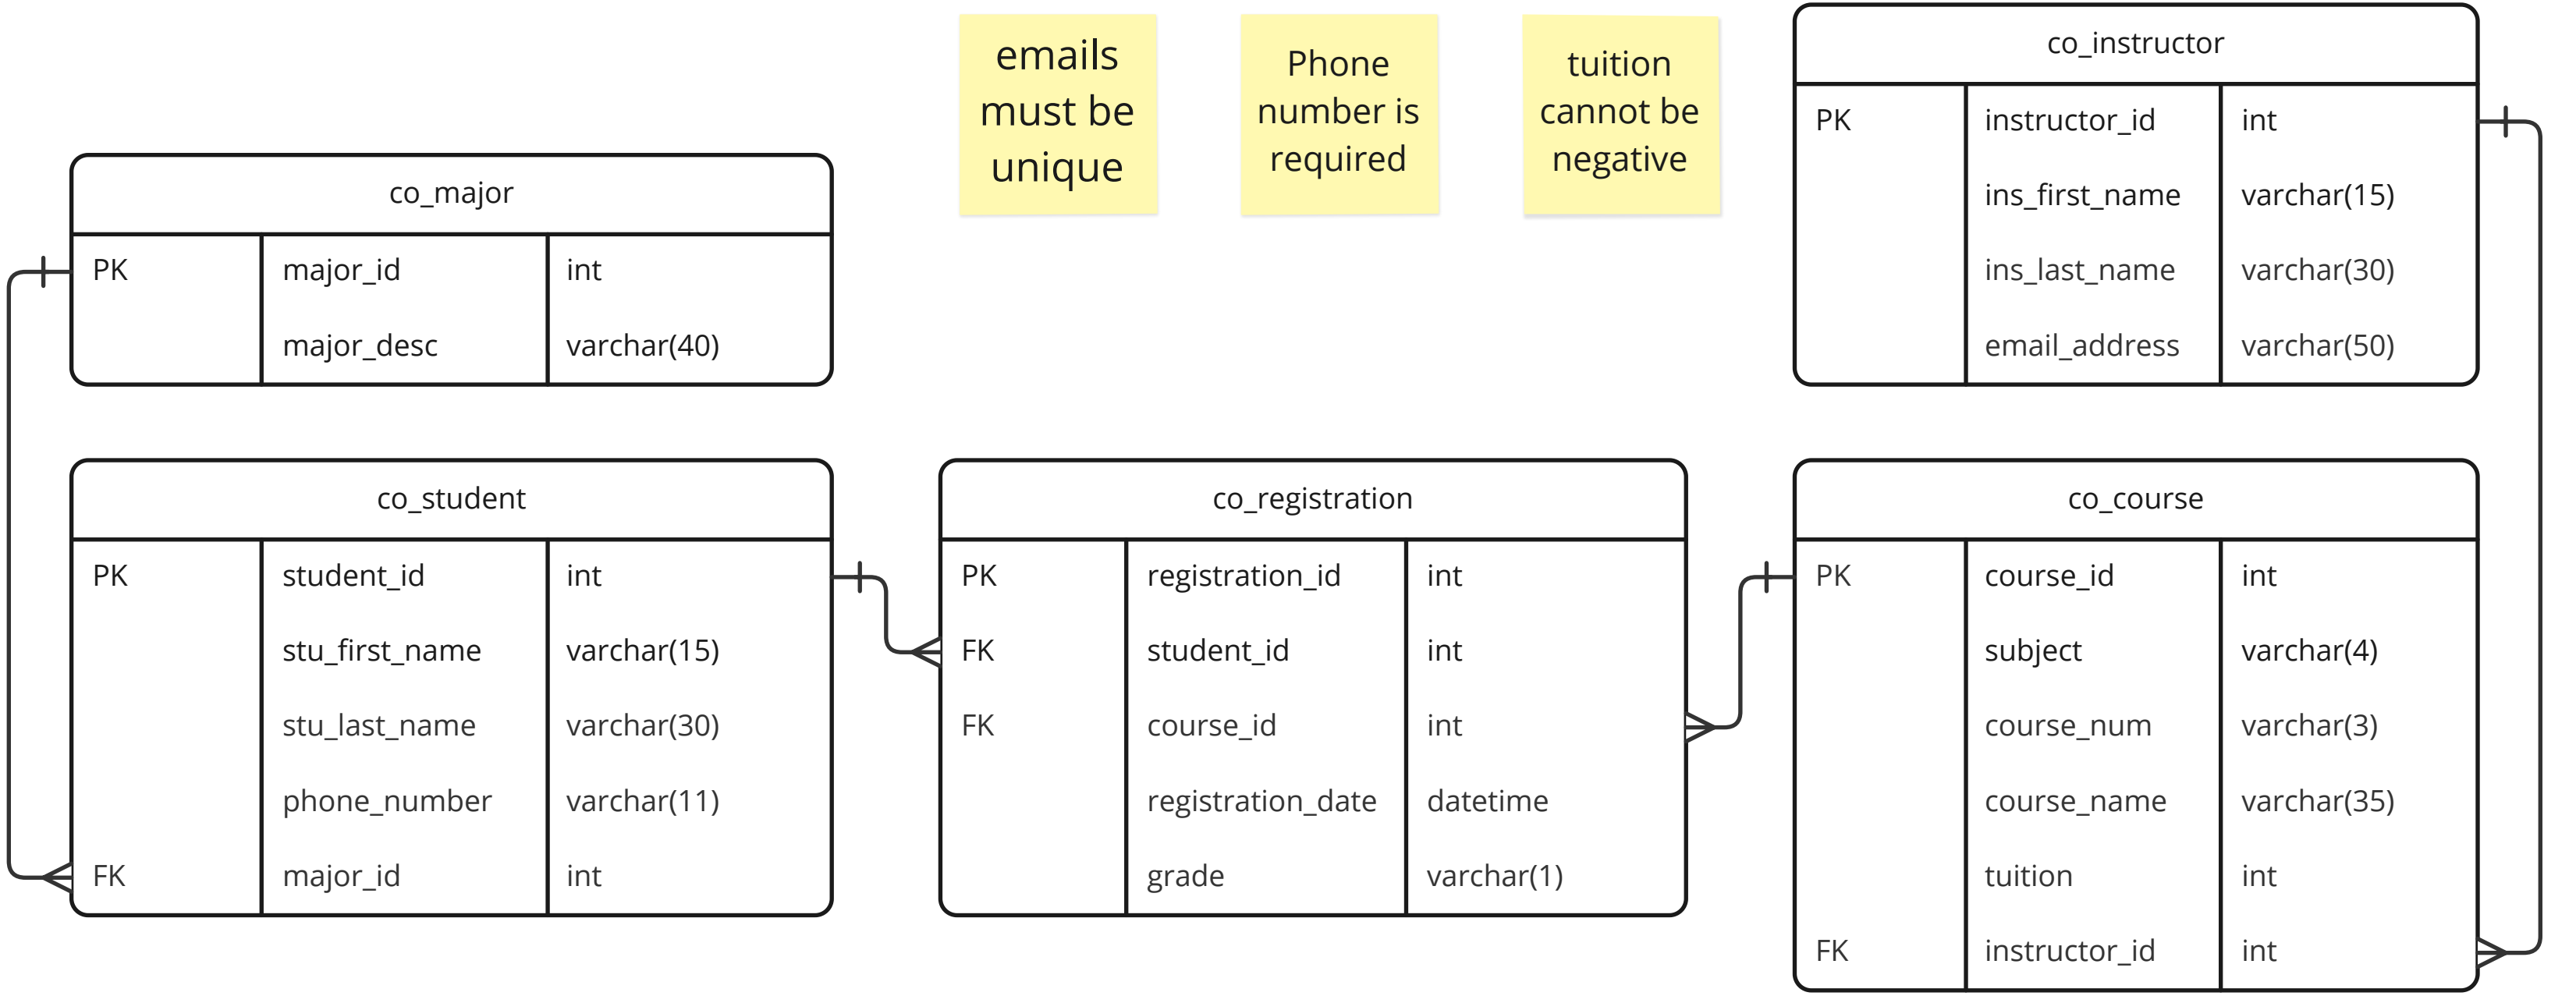 emails
must be
unique
Phone
number is
required
tuition
cannot be
negative
co_instructor
PK instructor_id int
ins_first_name varchar(15)
ins_last_name varchar(30)
email_address varchar(50)
co_major
PK major_id int
major_desc varchar(40)
co_student
PK student_id int
stu_first_name varchar(15)
stu_last_name varchar(30)
phone_number varchar(11)
FK major_id int
co_registration
PK registration_id int
FK student_id int
FK course_id int
registration_date datetime
grade varchar(1)
co_course
PK course_id int
subject varchar(4)
course_num varchar(3)
course_name varchar(35)
tuition int
FK instructor_id int